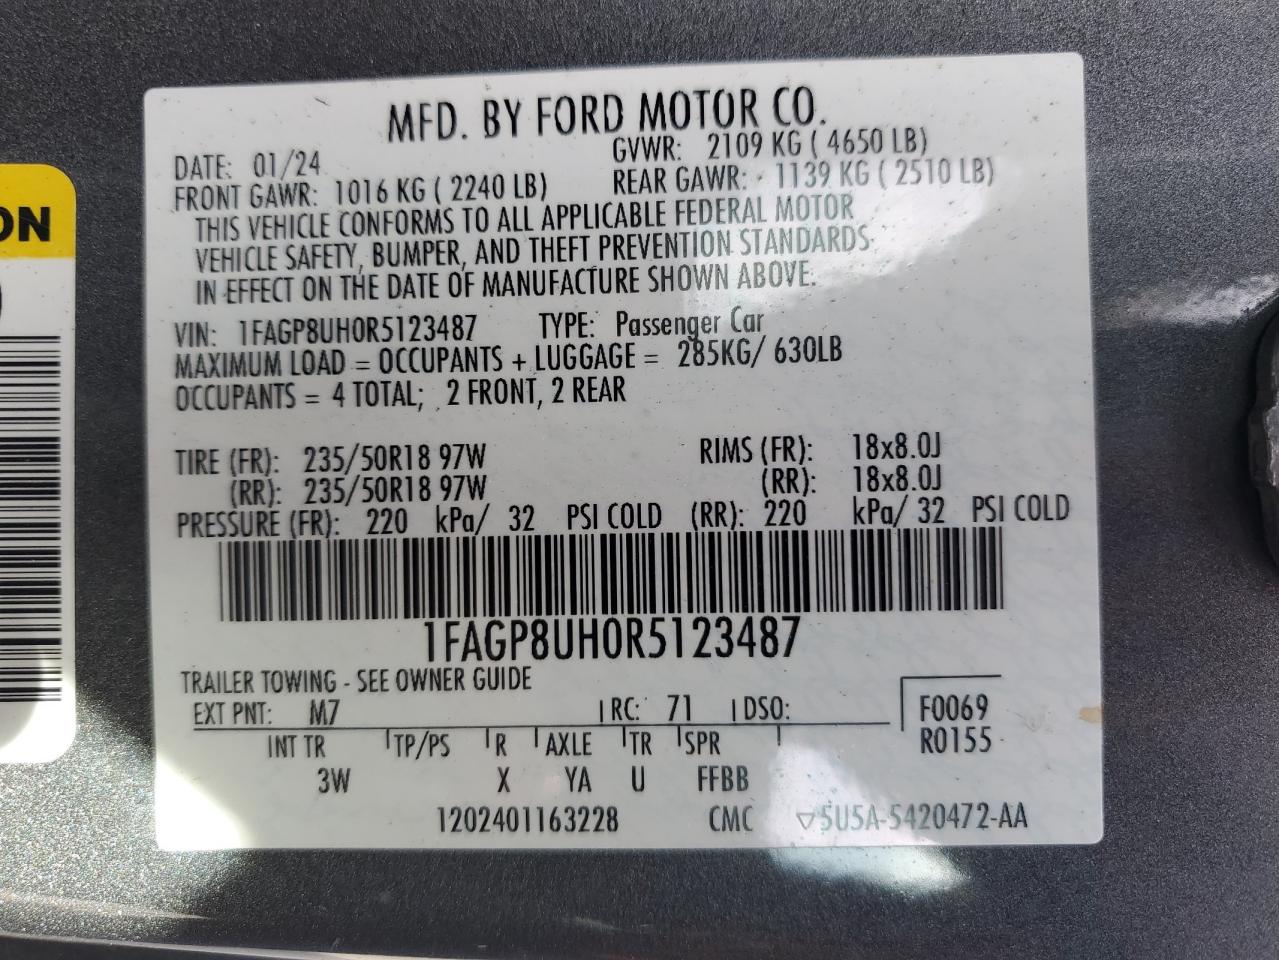 MFD. BY FORD MOTOR CO.
DATE: 01/24 GVWR: 2109 KG ( 4650 LB)
FRONT GAWR: 1016 KG ( 2240 LB) REAR GAWR: 1139 KG ( 2510 LB)
THIS VEHICLE CONFORMS TO ALL APPLICABLE FEDERAL MOTOR
VEHICLE SAFETY, BUMPER, AND THEFT PREVENTION STANDARDS
IN EFFECT ON THE DATE OF MANUFACTURE SHOWN ABOVE.
VIN: 1FAGP8UH0R5123487 TYPE: Passenger Car
MAXIMUM LOAD = OCCUPANTS + LUGGAGE = 285KG/ 630LB
OCCUPANTS = 4 TOTAL; 2 FRONT, 2 REAR
TIRE (FR): 235/50R18 97W RIMS (FR): 18x8.0J
(RR): 235/50R18 97W (RR): 18x8.0J
PRESSURE (FR): 220 kPa/ 32 PSI COLD (RR): 220 kPa/ 32 PSI COLD
1FAGP8UH0R5123487
TRAILER TOWING - SEE OWNER GUIDE
EXT PNT: M7 RC: 71 DSO: F0069
INT TR TP/PS R AXLE TR SPR R0155
3W X YA U FFBB
1202401163228 CMC ▽5U5A-5420472-AA
ON